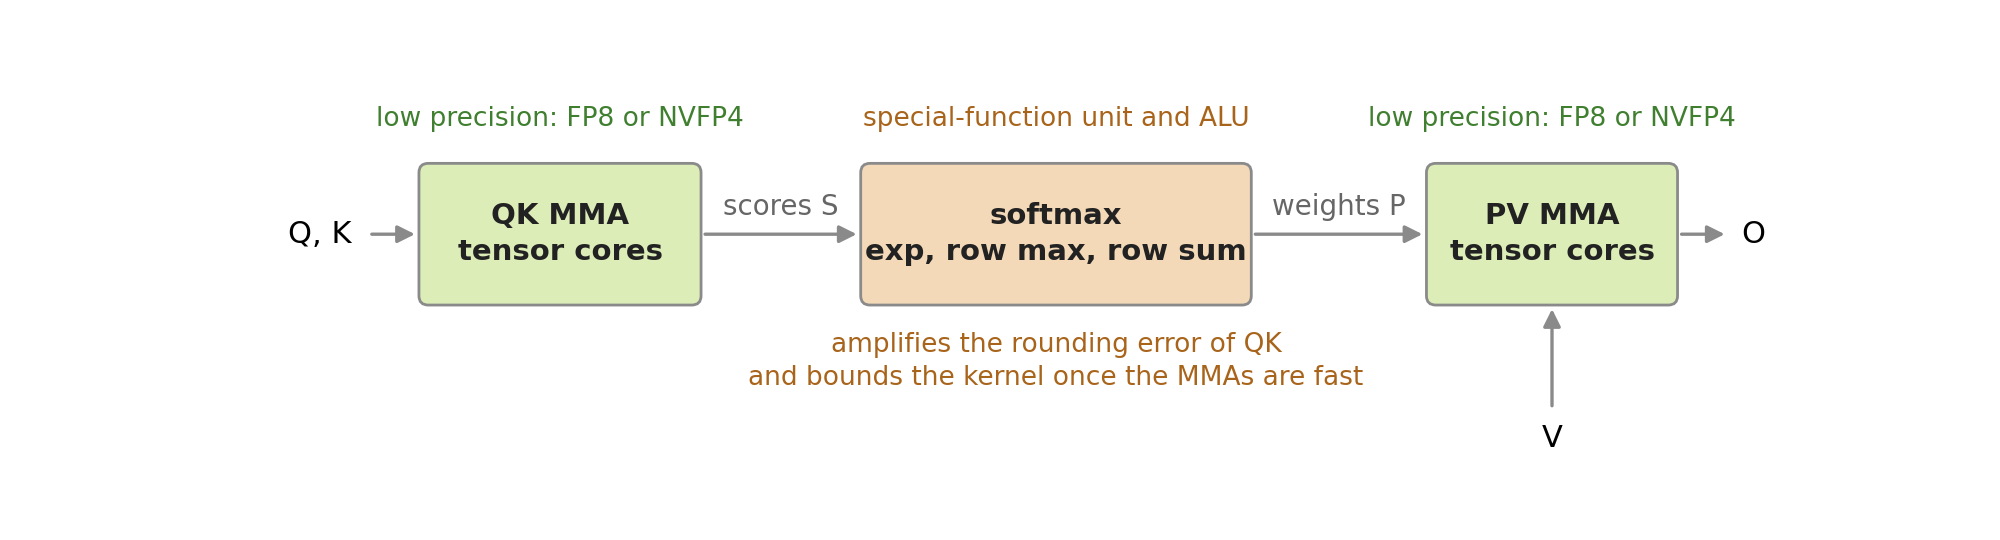 low precision: FP8 or NVFP4
special-function unit and ALU
low precision: FP8 or NVFP4
Q, K
QK MMA
tensor cores
scores S
softmax
exp, row max, row sum
weights P
PV MMA
tensor cores
O
amplifies the rounding error of QK
and bounds the kernel once the MMAs are fast
V